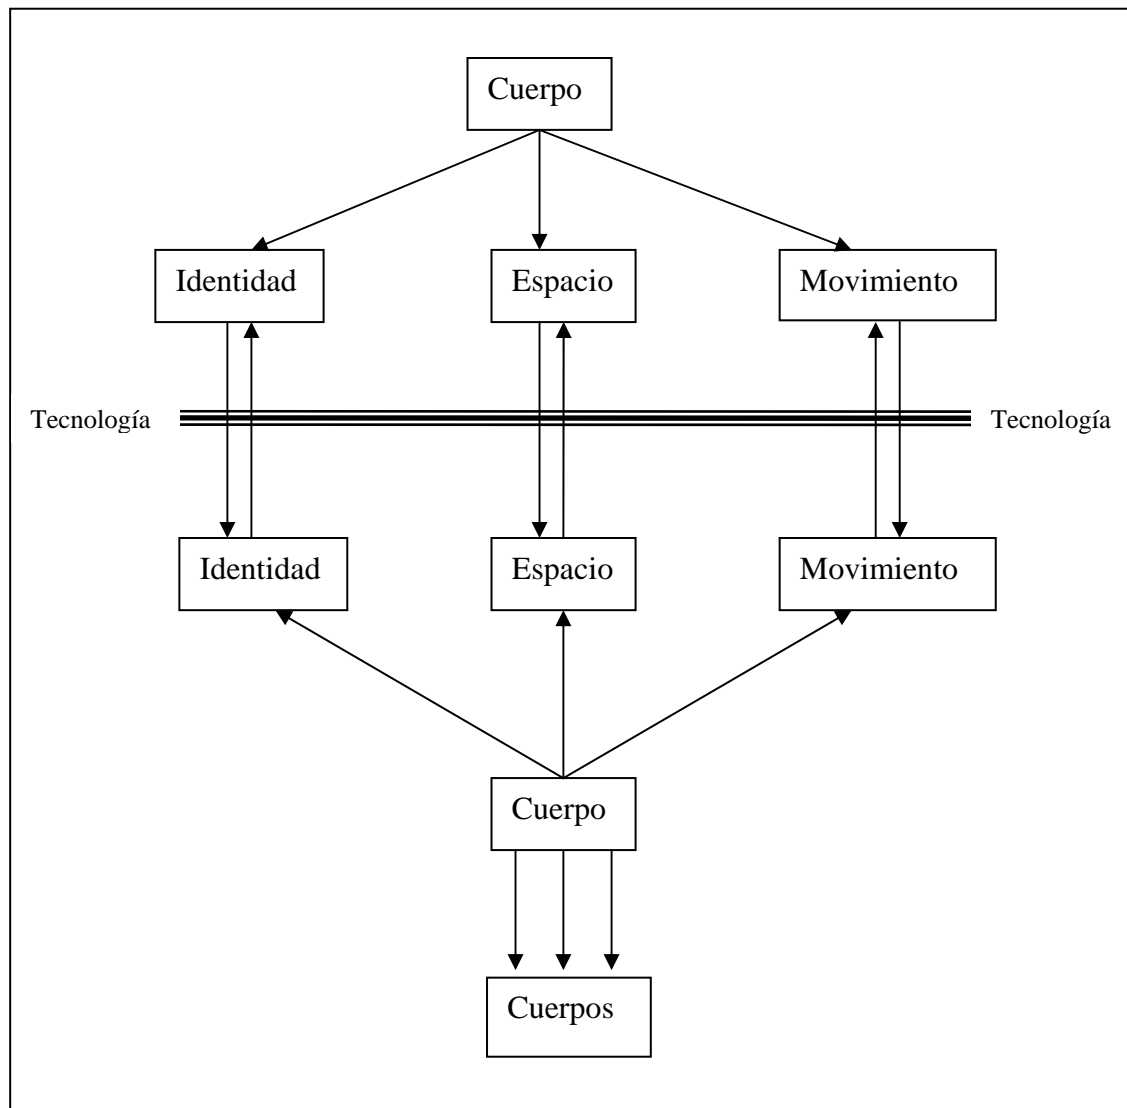 Cuerpo
Identidad
Espacio
Movimiento
Tecnología
Tecnología
Identidad
Espacio
Movimiento
Cuerpo
Cuerpos